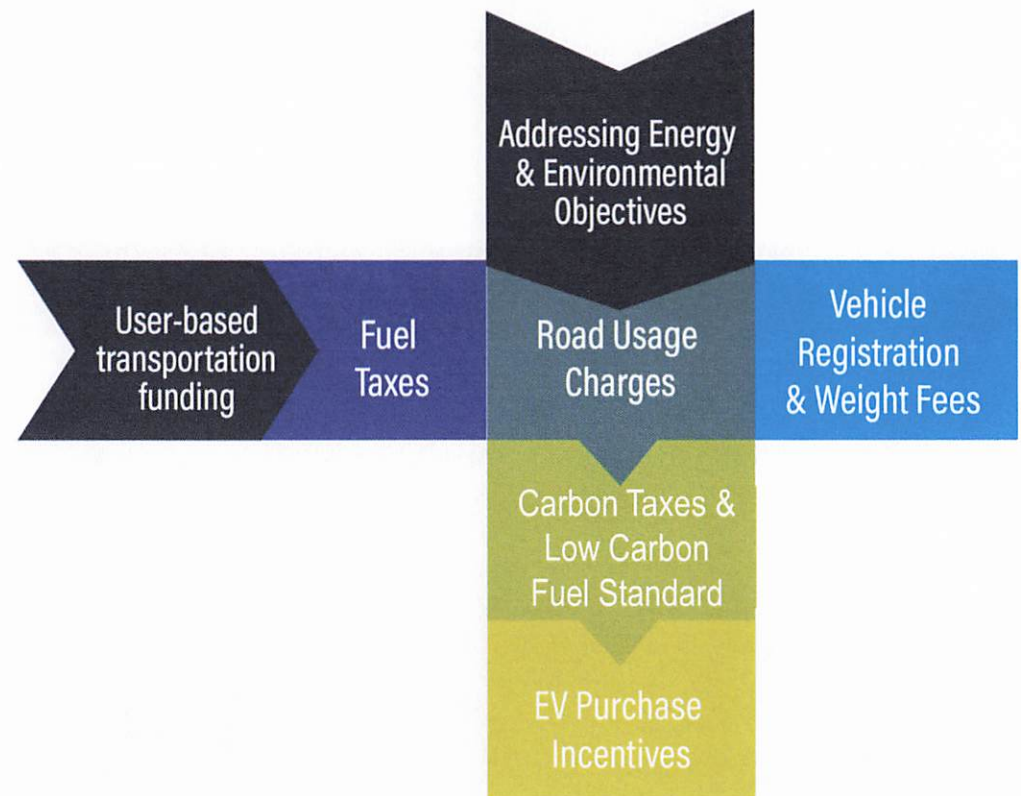 Addressing Energy
& Environmental
Objectives
User-based
transportation
funding
Fuel
Taxes
Road Usage
Charges
Vehicle
Registration
& Weight Fees
Carbon Taxes &
Low Carbon
Fuel Standard
EV Purchase
Incentives